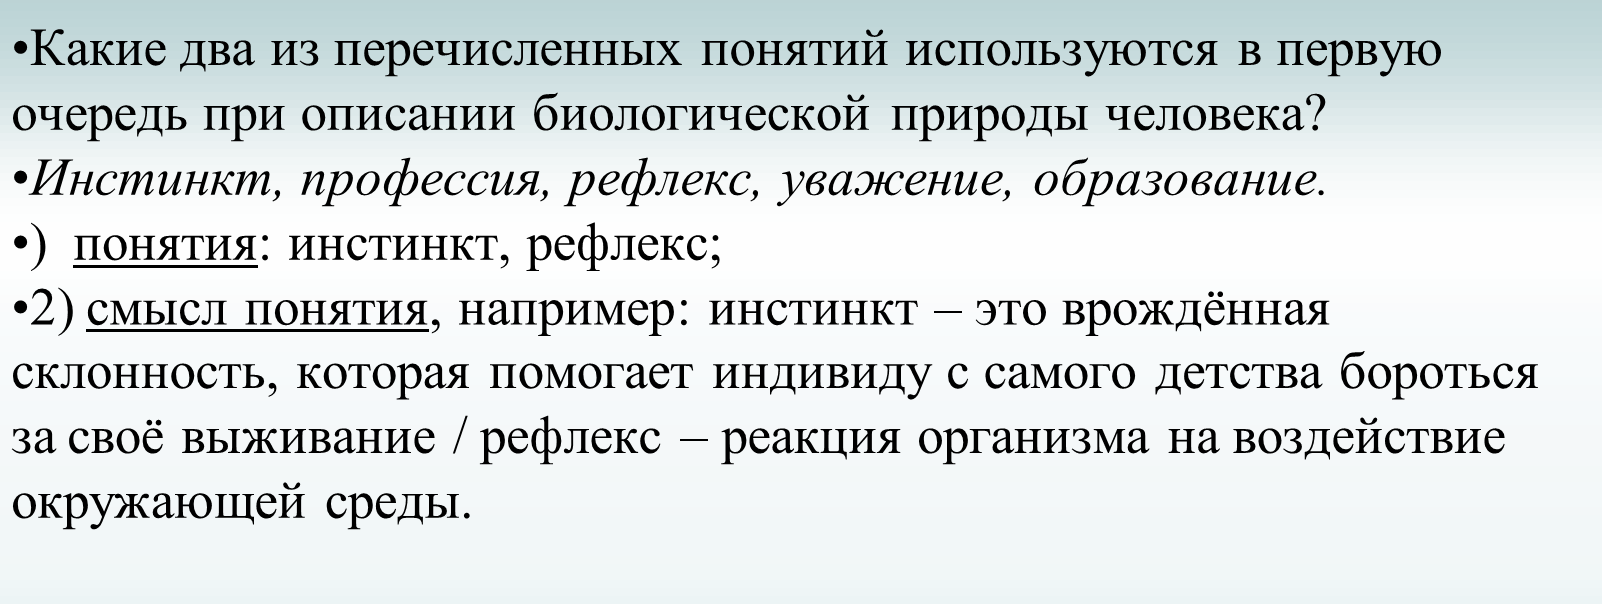 •Какие два из перечисленных понятий используются в первую
очередь при описании биологической природы человека?
•Инстинкт, профессия, рефлекс, уважение, образование.
•) понятия: инстинкт, рефлекс;
•2) смысл понятия, например: инстинкт – это врождённая
склонность, которая помогает индивиду с самого детства бороться
за своё выживание / рефлекс – реакция организма на воздействие
окружающей среды.